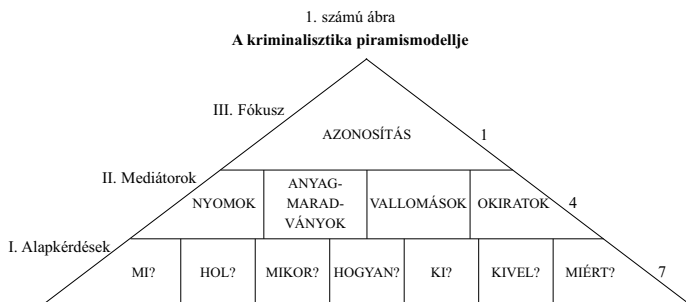 1. számú ábra
A kriminalisztika piramismodellje
III. Fókusz
AZONOSÍTÁS
1
II. Mediátorok
NYOMOK
ANYAG-
MARAD-
VÁNYOK
VALLOMÁSOK
OKIRATOK
4
I. Alapkérdések
MI?
HOL?
MIKOR?
HOGYAN?
KI?
KIVEL?
MIÉRT?
7